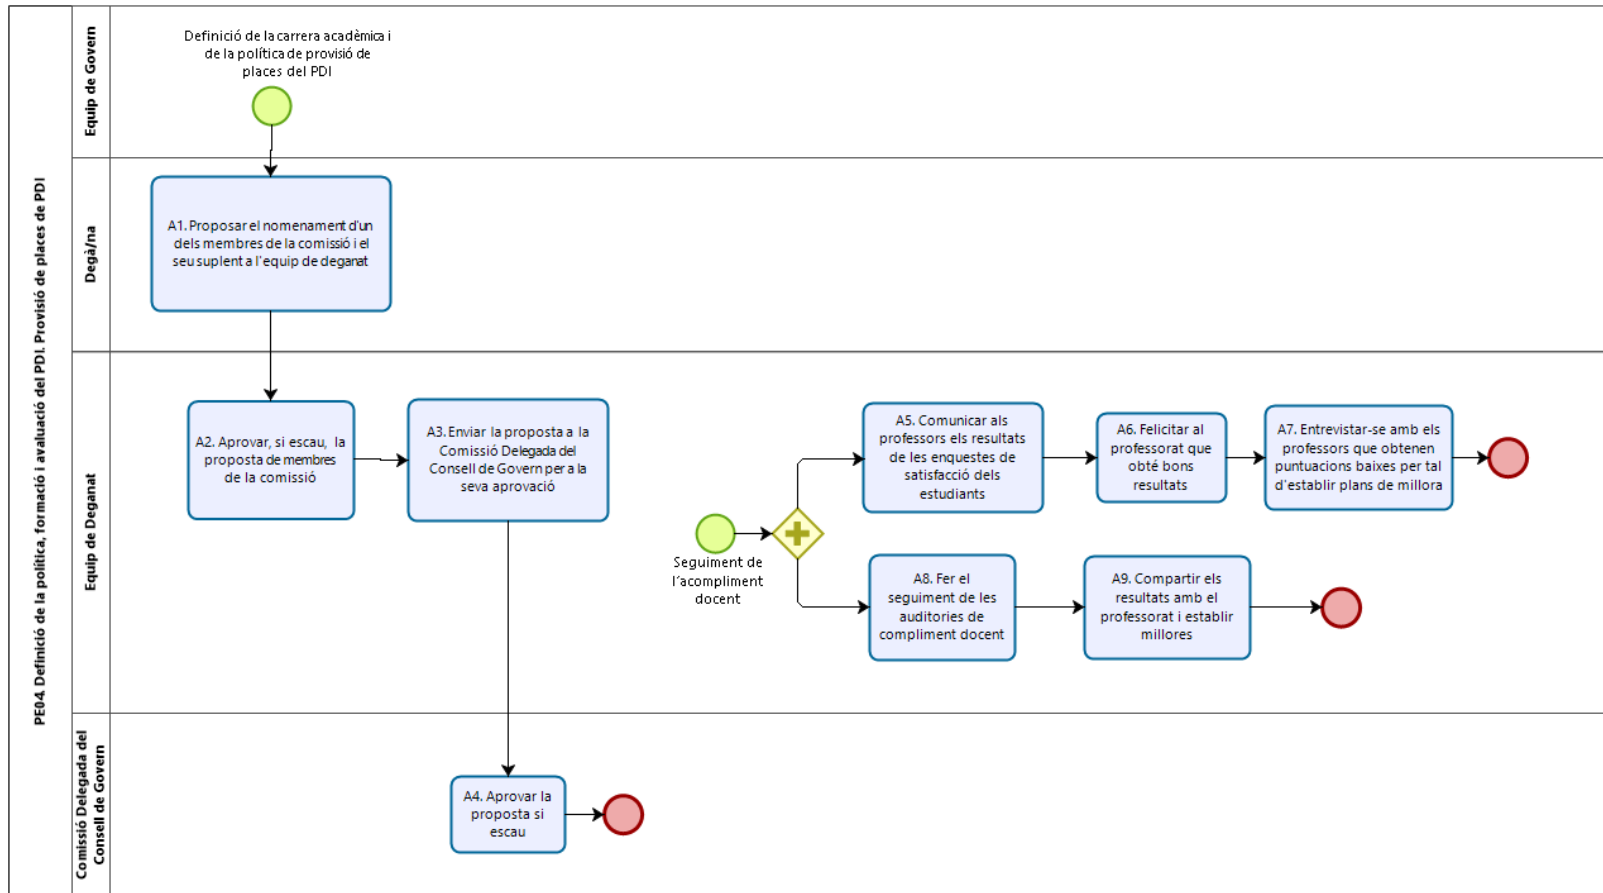 PE04. Definició de la política, formació i avaluació del PDI. Provisió de places de PDI
Equip de Govern
Definició de la carrera acadèmica i
de la política de provisió de
places del PDI
Degà/na
A1. Proposar el nomenament d'un
dels membres de la comissió i el
seu suplent a l'equip de deganat
Equip de Deganat
A2. Aprovar, si escau, la
proposta de membres
de la comissió
A3. Enviar la proposta a la
Comissió Delegada del
Consell de Govern per a la
seva aprovació
Seguiment de
l'acompliment
docent
A5. Comunicar als
professors els resultats
de les enquestes de
satisfacció dels
estudiants
A6. Felicitar al
professorat que
obté bons
resultats
A7. Entrevistar-se amb els
professors que obtenen
puntuacions baixes per tal
d'establir plans de millora
A8. Fer el
seguiment de les
auditories de
compliment docent
A9. Compartir els
resultats amb el
professorat i establir
millores
Comissió Delegada del
Consell de Govern
A4. Aprovar la
proposta si
escau